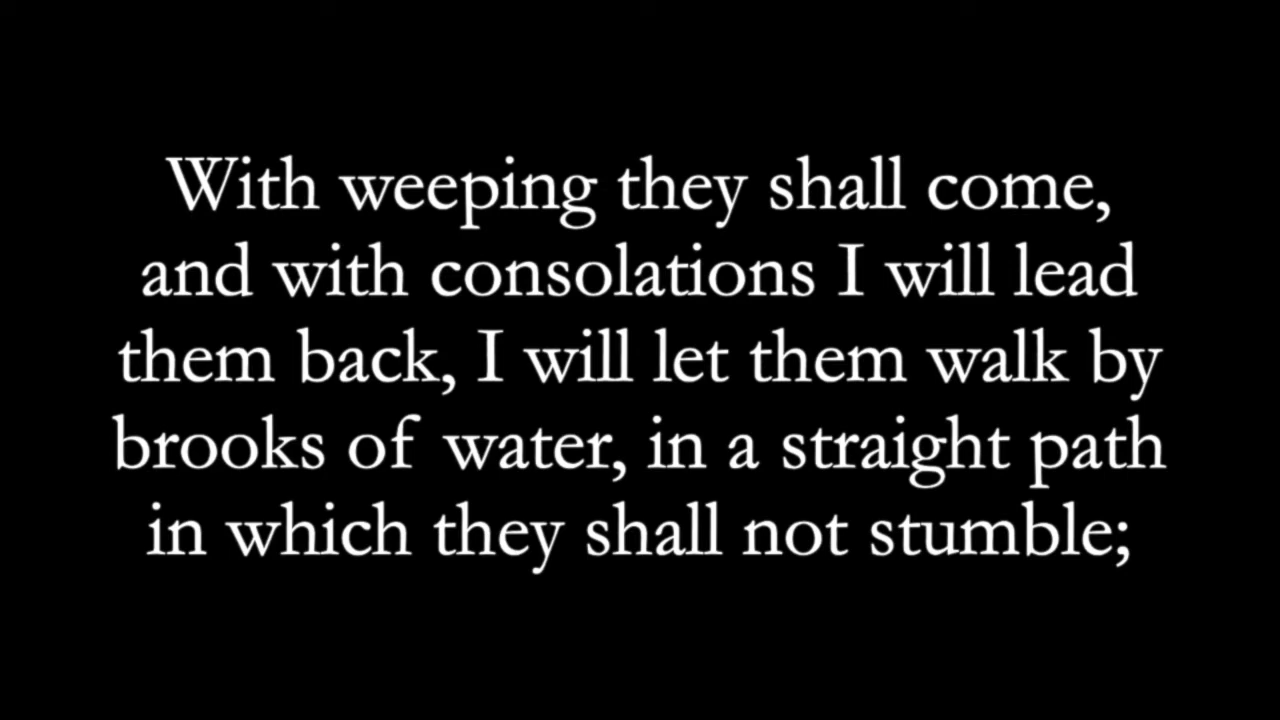 With weeping they shall come,
and with consolations I will lead
them back, I will let them walk by
brooks of water, in a straight path
in which they shall not stumble;